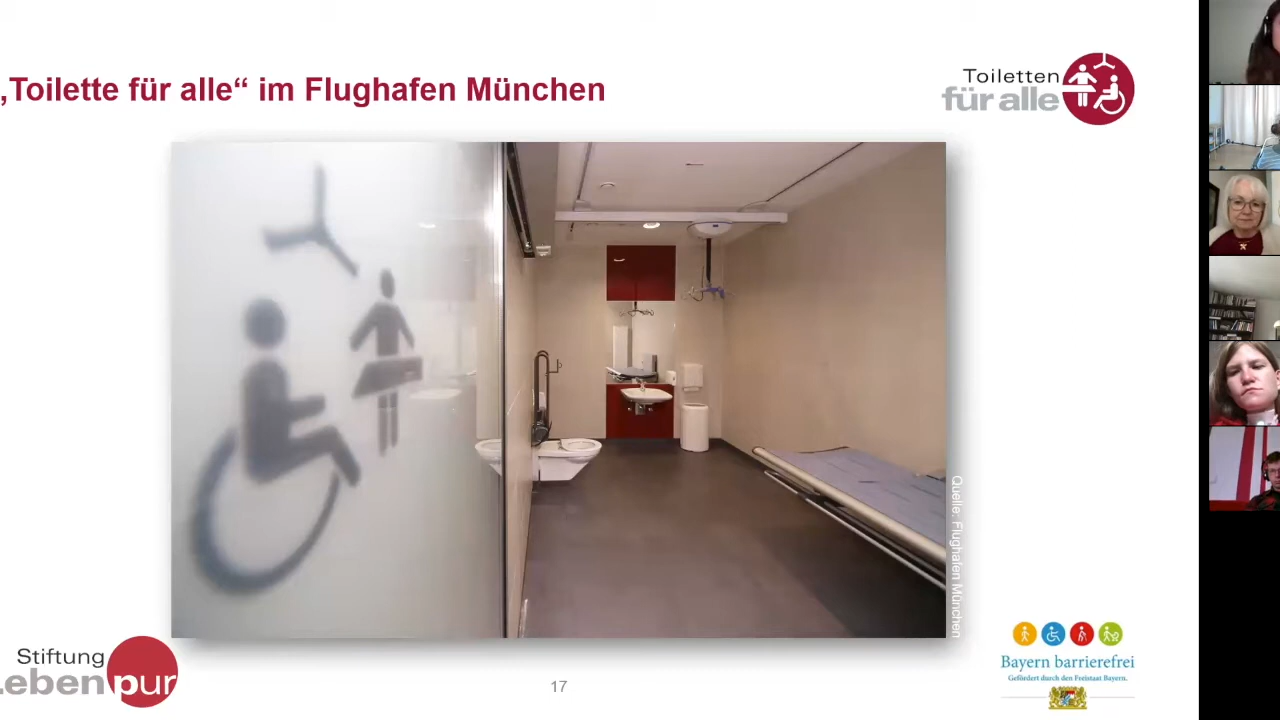 „Toilette für alle“ im Flughafen München
Toiletten
für alle
Quelle: Flughafen München
Stiftung
Leben pur
17
Bayern barrierefrei
Gefördert durch den Freistaat Bayern.